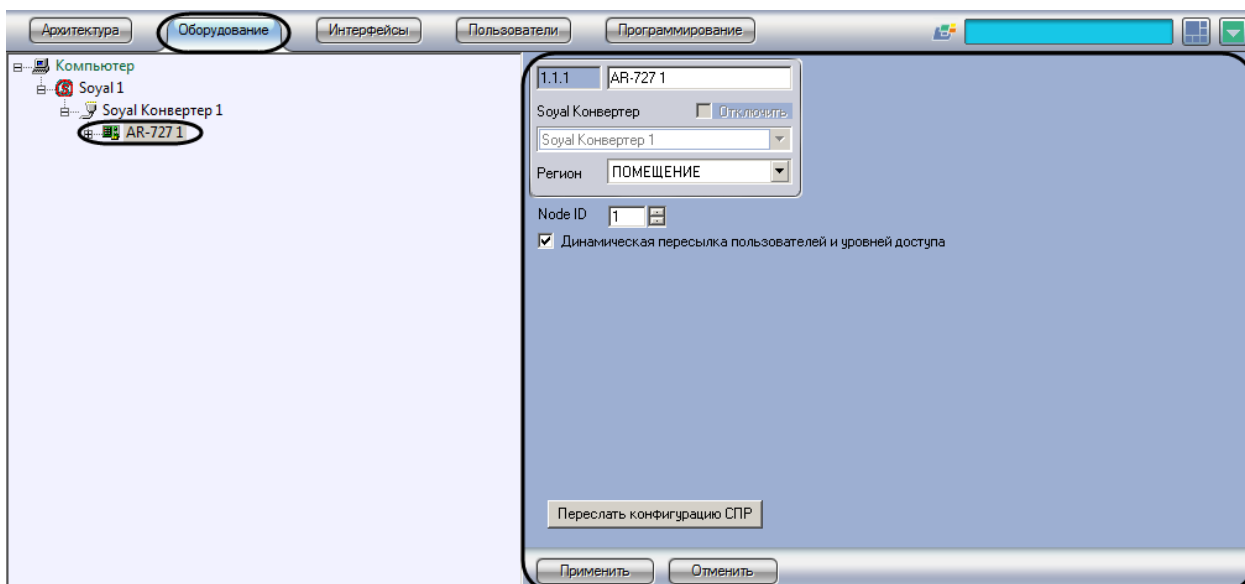 Архитектура Оборудование Интерфейсы Пользователи Программирование
Компьютер
Soyal 1
Soyal Конвертер 1
AR-727 1
1.1.1 AR-727 1
Soyal Конвертер Отключить
Soyal Конвертер 1
Регион ПОМЕЩЕНИЕ
Node ID 1
Динамическая пересылка пользователей и уровней доступа
Переслать конфигурацию СПР
Применить Отменить